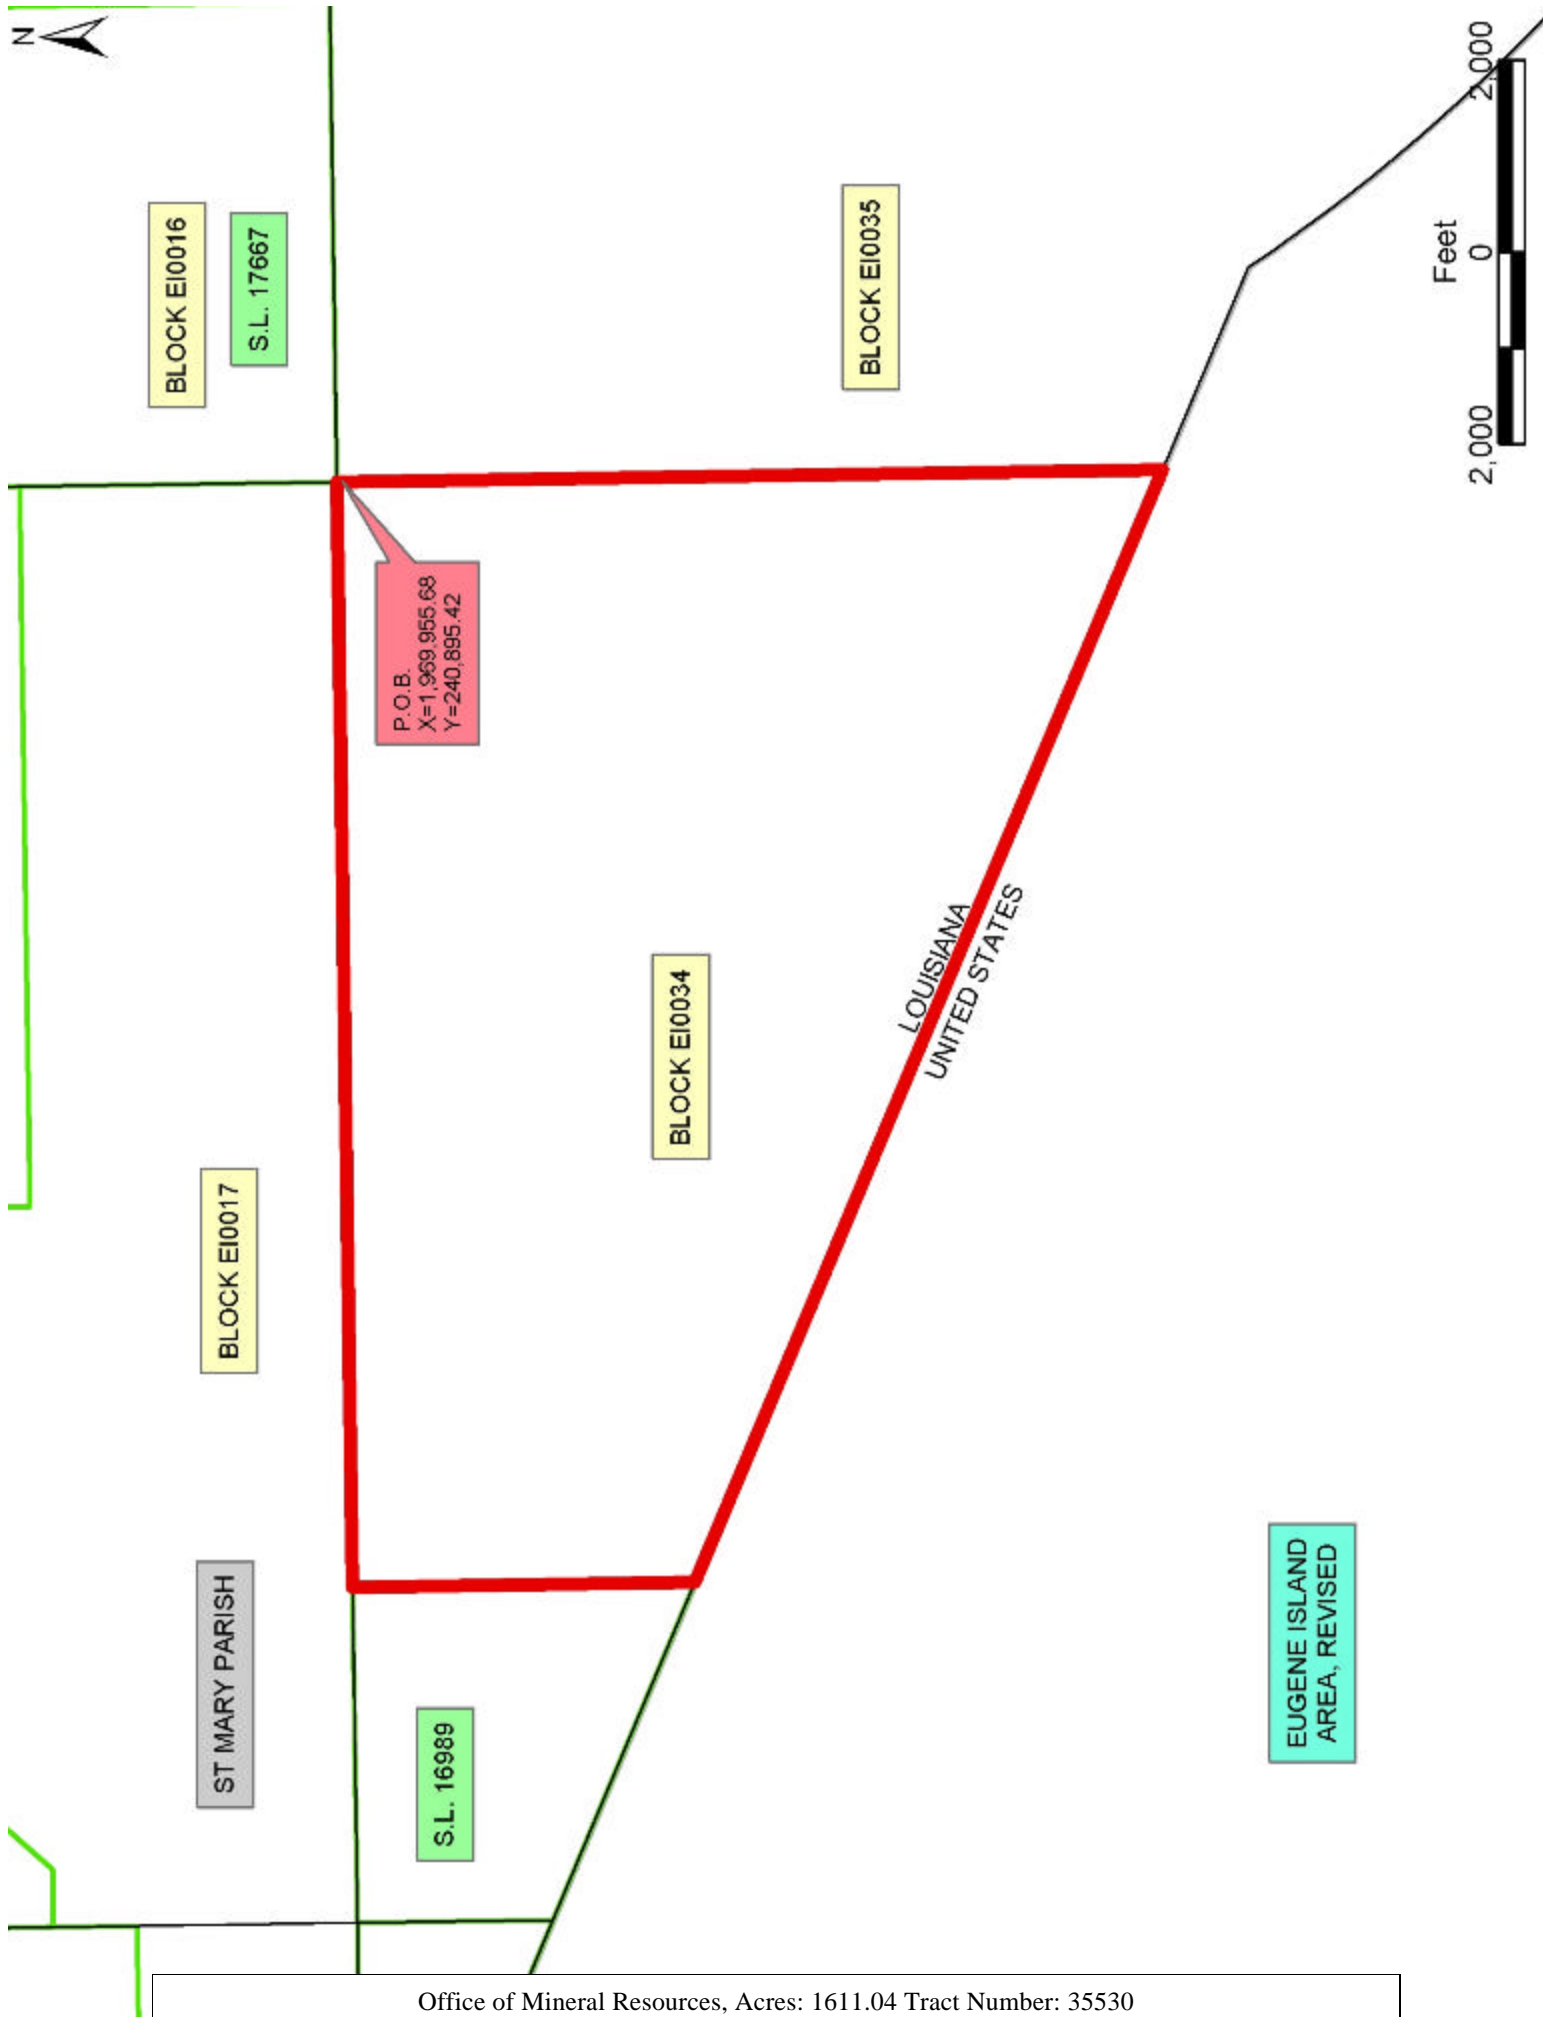 N
BLOCK EI0016
S.L. 17667
BLOCK EI0017
ST MARY PARISH
P.O.B.
X=1,969,955.68
Y=240,895.42
BLOCK EI0035
BLOCK EI0034
S.L. 16989
LOUISIANA
UNITED STATES
EUGENE ISLAND
AREA, REVISED
Feet
2,000 0 2,000
Office of Mineral Resources, Acres: 1611.04 Tract Number: 35530